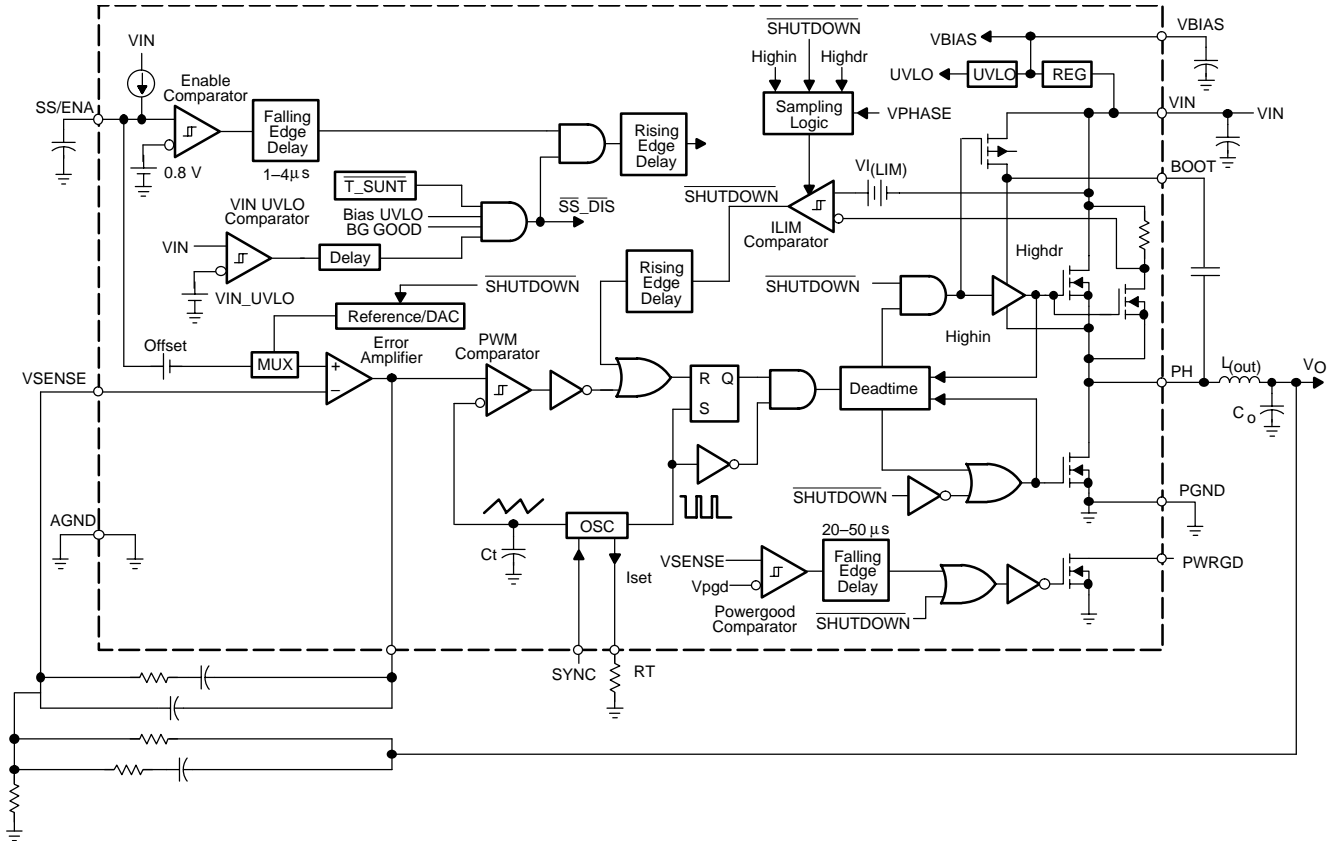 SHUTDOWN
VBIAS
VBIAS
VIN
Highin
Highdr
UVLO
UVLO
REG
Enable
Comparator
SS/ENA
Falling
Edge
Delay
Rising
Edge
Delay
Sampling
Logic
VPHASE
VIN
VIN
0.8 V
1–4μs
T_SUNT
SHUTDOWN
VI(LIM)
BOOT
VIN UVLO
Comparator
Bias UVLO
BG GOOD
SS_DIS
ILIM
Comparator
VIN
Delay
Rising
Edge
Delay
Highdr
VIN_UVLO
SHUTDOWN
SHUTDOWN
Reference/DAC
Highin
Offset
MUX
Error
Amplifier
PWM
Comparator
VSENSE
+
−
R Q
S
Deadtime
PH
L(out)
VO
Co
SHUTDOWN
PGND
AGND
OSC
Ct
Iset
20–50 μs
VSENSE
Vpgd
Falling
Edge
Delay
PWRGD
Powergood
Comparator
SHUTDOWN
SYNC
RT